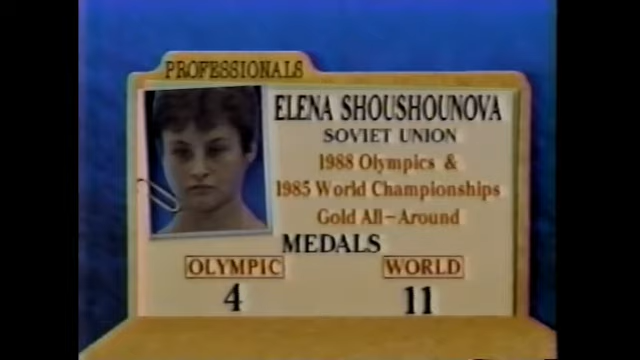 PROFESSIONALS
ELENA SHOUSHOUNOVA
SOVIET UNION
1988 Olympics &
1985 World Championships
Gold All-Around
MEDALS
OLYMPIC WORLD
4 11